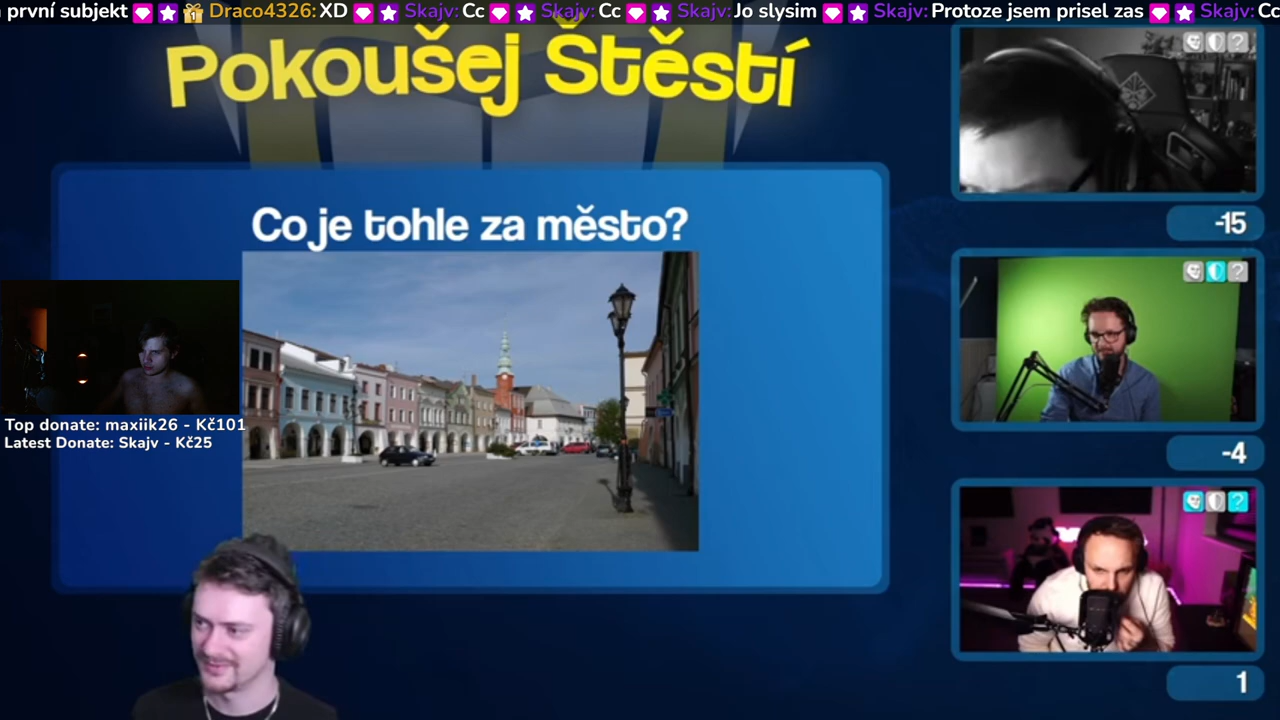 první subjekt Draco4326: XD Skajv: Cc Skajv: Cc Skajv: Jo slysim Skajv: Protoze jsem prisel zas Skajv: Cc
Pokoušej Štěstí
Co je tohle za město?
-15
-4
1
Top donate: maxiik26 - Kč101
Latest Donate: Skajv - Kč25